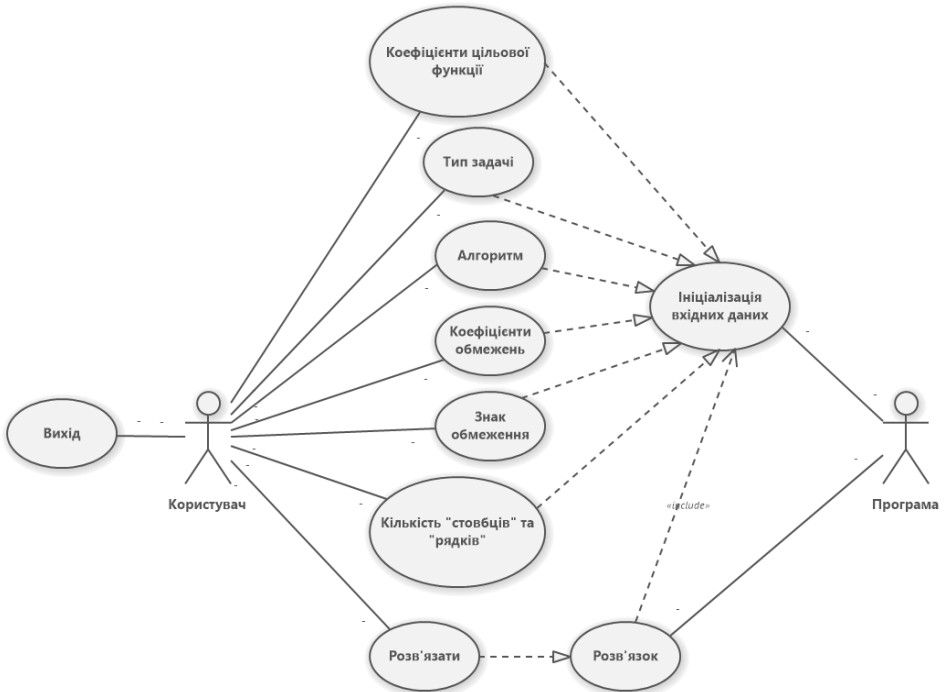 Коефіцієнти цільової
функції
Тип задачі
Алгоритм
Ініціалізація
вхідних даних
Коефіцієнти
обмежень
Знак
обмеження
Вихід
Користувач
Програма
«include»
Кількість "стовбців" та
"рядків"
Розв'язати
Розв'язок